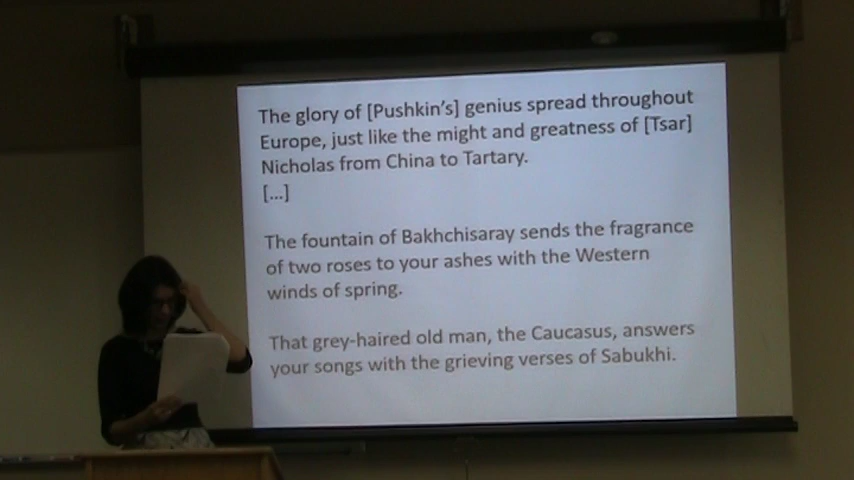 The glory of [Pushkin's] genius spread throughout
Europe, just like the might and greatness of [Tsar]
Nicholas from China to Tartary.
[...]
The fountain of Bakhchisaray sends the fragrance
of two roses to your ashes with the Western
winds of spring.
That grey-haired old man, the Caucasus, answers
your songs with the grieving verses of Sabukhi.